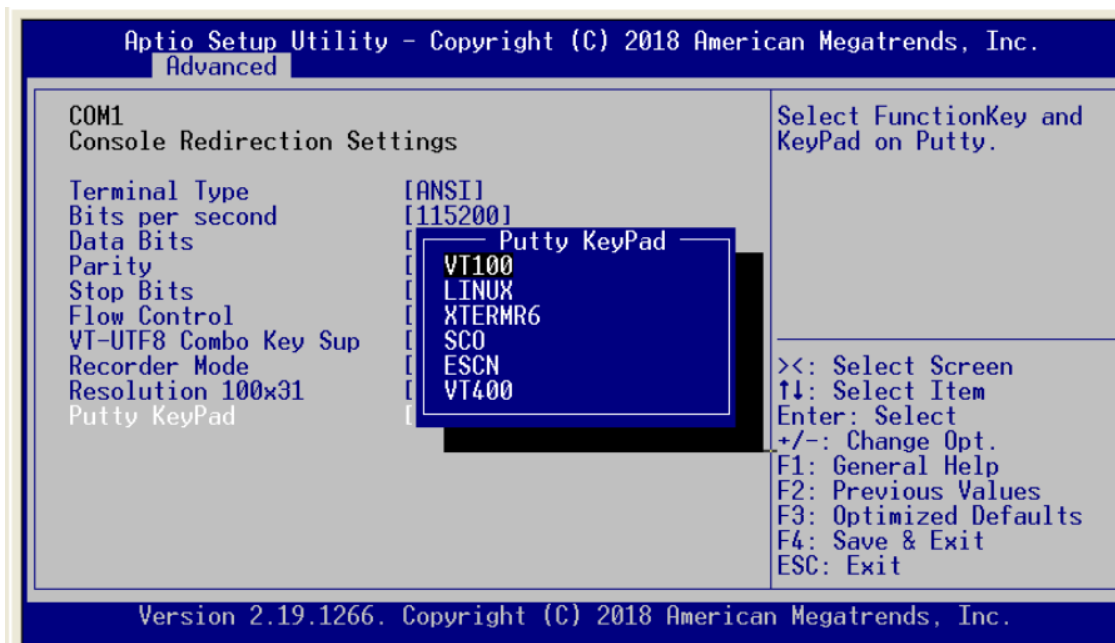 Aptio Setup Utility – Copyright (C) 2018 American Megatrends, Inc.
Advanced
COM1
Console Redirection Settings
Terminal Type [ANSI]
Bits per second [115200]
Data Bits [
Parity [
Stop Bits [
Flow Control [
VT-UTF8 Combo Key Sup [
Recorder Mode [
Resolution 100x31 [
Putty KeyPad [
Putty KeyPad
VT100
LINUX
XTERMR6
SCO
ESCN
VT400
Select FunctionKey and
KeyPad on Putty.
><: Select Screen
↑↓: Select Item
Enter: Select
+/-: Change Opt.
F1: General Help
F2: Previous Values
F3: Optimized Defaults
F4: Save & Exit
ESC: Exit
Version 2.19.1266. Copyright (C) 2018 American Megatrends, Inc.